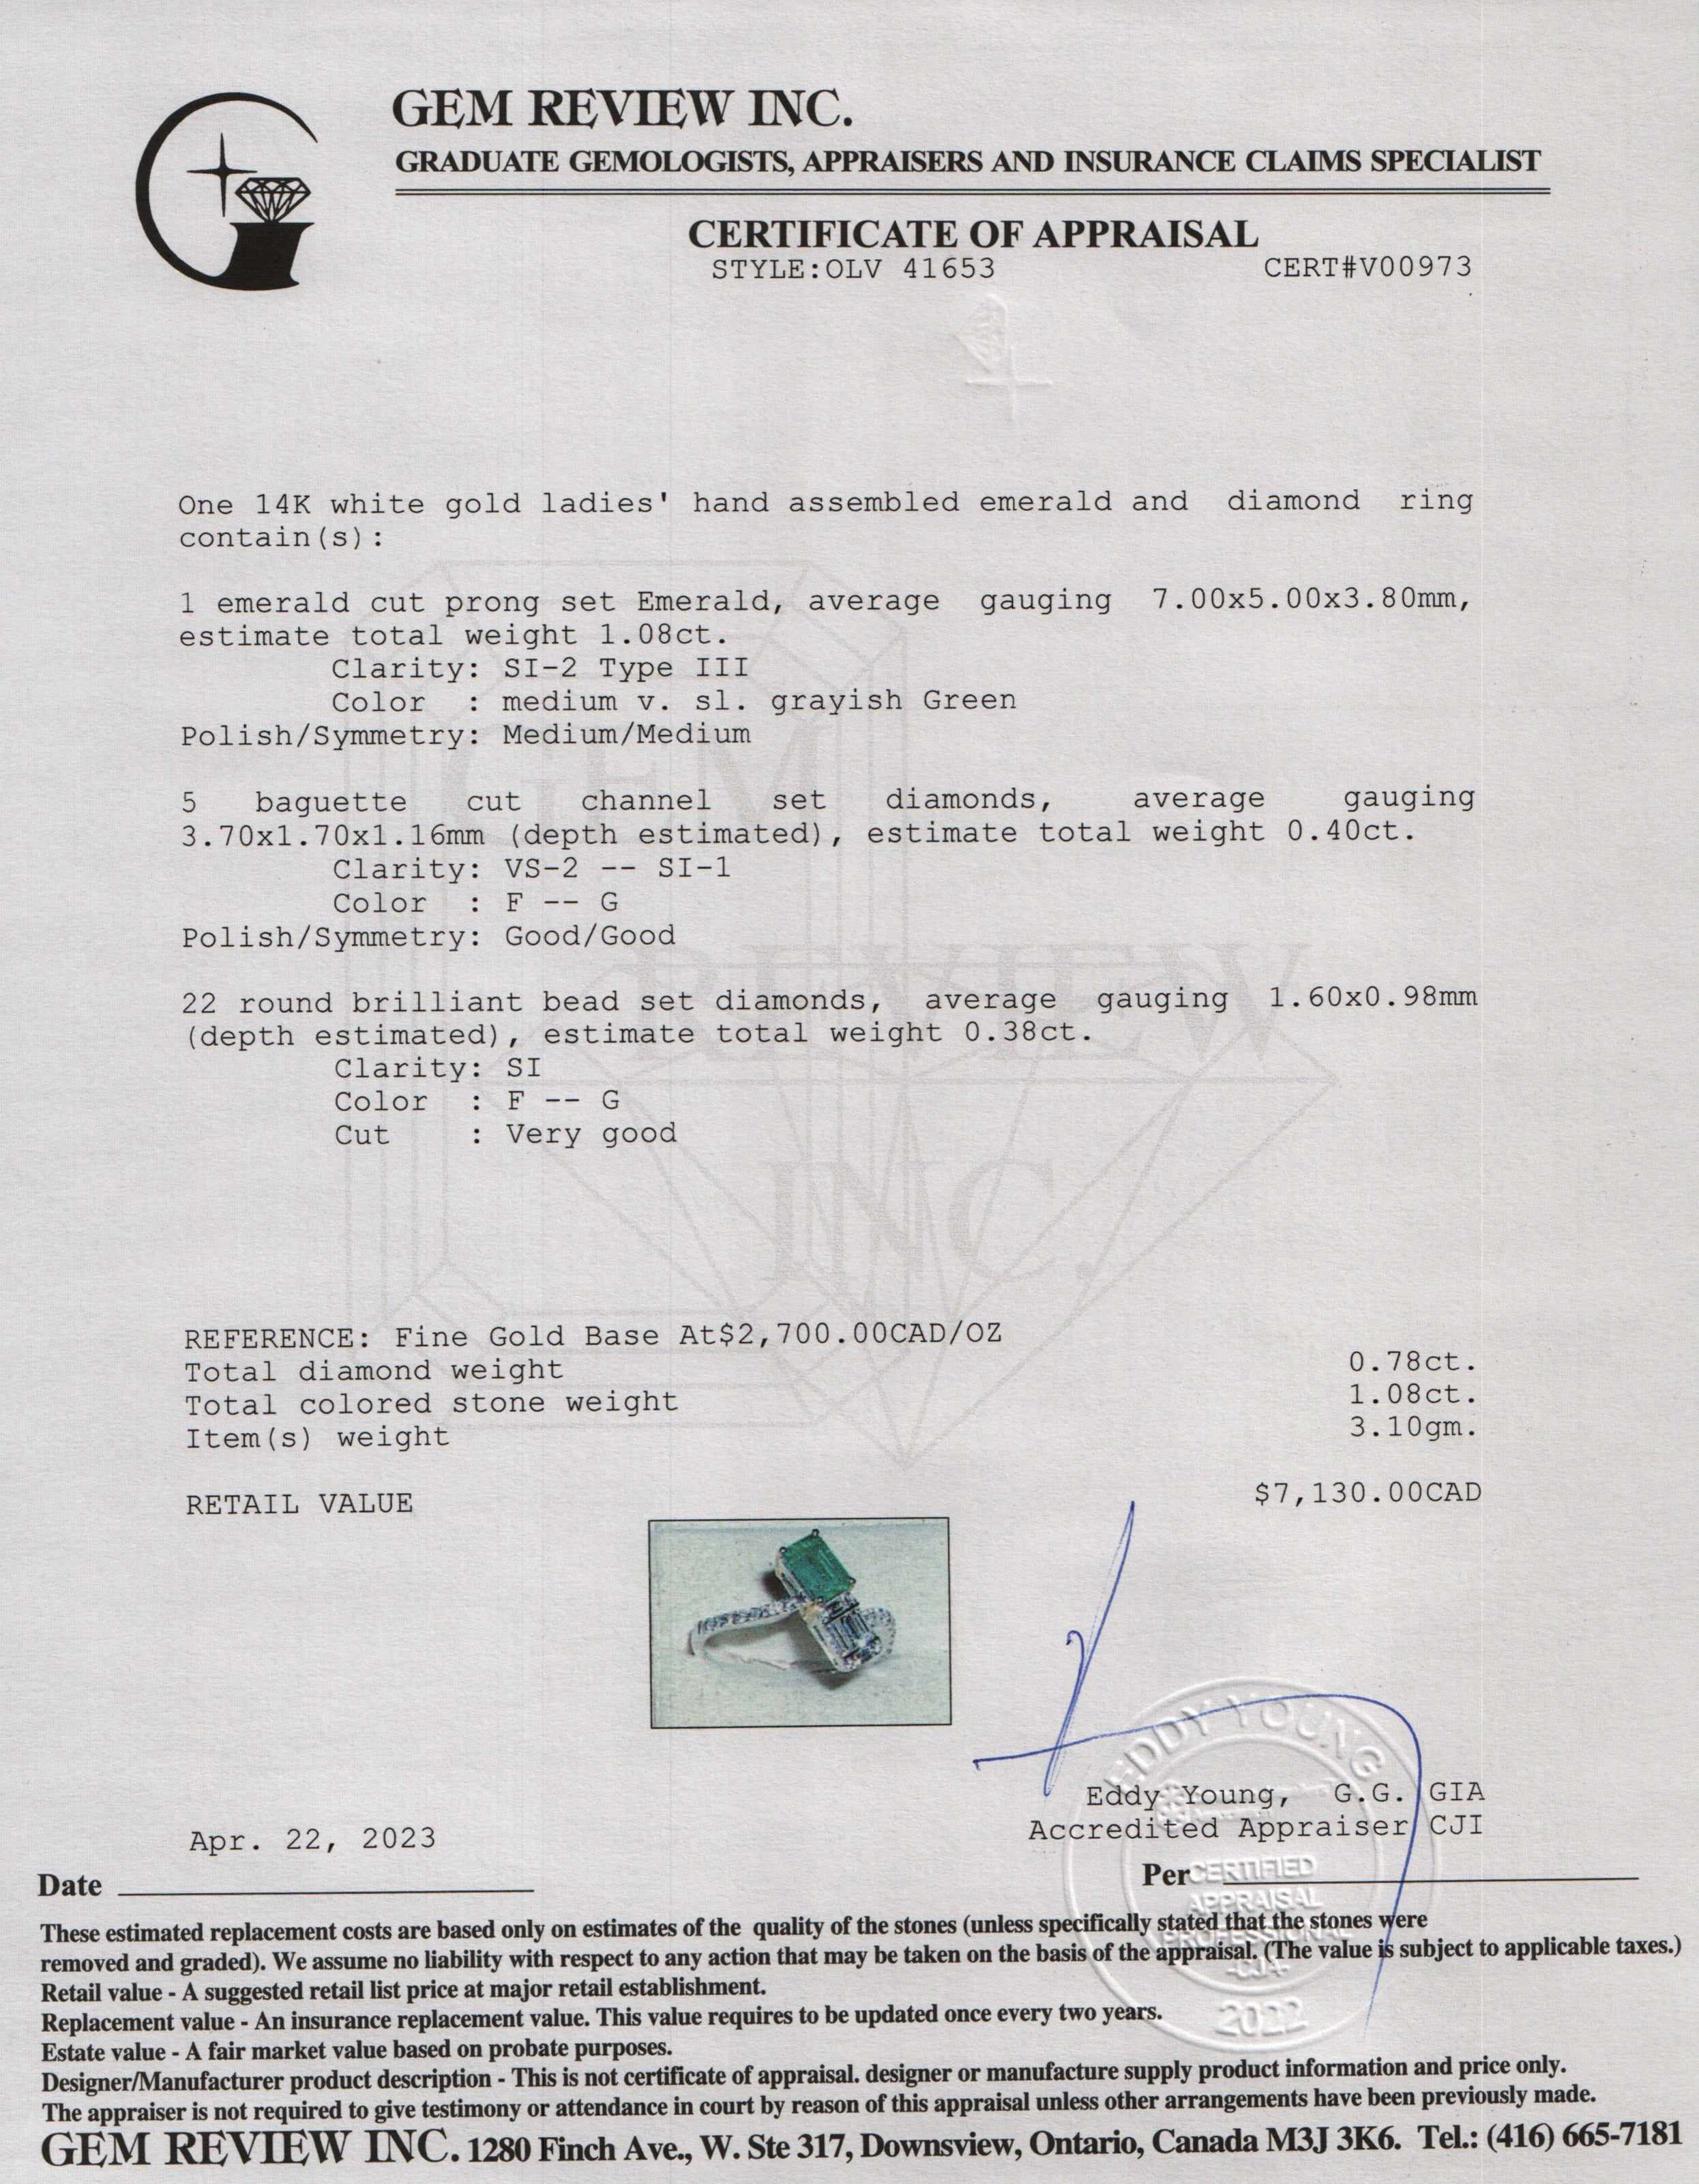 GEM REVIEW INC.
GRADUATE GEMOLOGISTS, APPRAISERS AND INSURANCE CLAIMS SPECIALIST
CERTIFICATE OF APPRAISAL
STYLE:OLV 41653 CERT#V00973
One 14K white gold ladies' hand assembled emerald and diamond ring
contain(s):
1 emerald cut prong set Emerald, average gauging 7.00x5.00x3.80mm,
estimate total weight 1.08ct.
Clarity: SI-2 Type III
Color : medium v. sl. grayish Green
Polish/Symmetry: Medium/Medium
5 baguette cut channel set diamonds, average gauging
3.70x1.70x1.16mm (depth estimated), estimate total weight 0.40ct.
Clarity: VS-2 -- SI-1
Color : F -- G
Polish/Symmetry: Good/Good
22 round brilliant bead set diamonds, average gauging 1.60x0.98mm
(depth estimated), estimate total weight 0.38ct.
Clarity: SI
Color : F -- G
Cut : Very good
GEM
REVIEW
INC.
REFERENCE: Fine Gold Base At$2,700.00CAD/OZ
Total diamond weight 0.78ct.
Total colored stone weight 1.08ct.
Item(s) weight 3.10gm.
RETAIL VALUE $7,130.00CAD
EDDY YOUNG
Eddy Young, G.G. GIA
Accredited Appraiser CJI
Apr. 22, 2023
Date
Per
CERTIFIED
APPRAISAL
PROFESSIONAL
-CJA-
2022
These estimated replacement costs are based only on estimates of the quality of the stones (unless specifically stated that the stones were
removed and graded). We assume no liability with respect to any action that may be taken on the basis of the appraisal. (The value is subject to applicable taxes.)
Retail value - A suggested retail list price at major retail establishment.
Replacement value - An insurance replacement value. This value requires to be updated once every two years.
Estate value - A fair market value based on probate purposes.
Designer/Manufacturer product description - This is not certificate of appraisal. designer or manufacture supply product information and price only.
The appraiser is not required to give testimony or attendance in court by reason of this appraisal unless other arrangements have been previously made.
GEM REVIEW INC. 1280 Finch Ave., W. Ste 317, Downsview, Ontario, Canada M3J 3K6. Tel.: (416) 665-7181